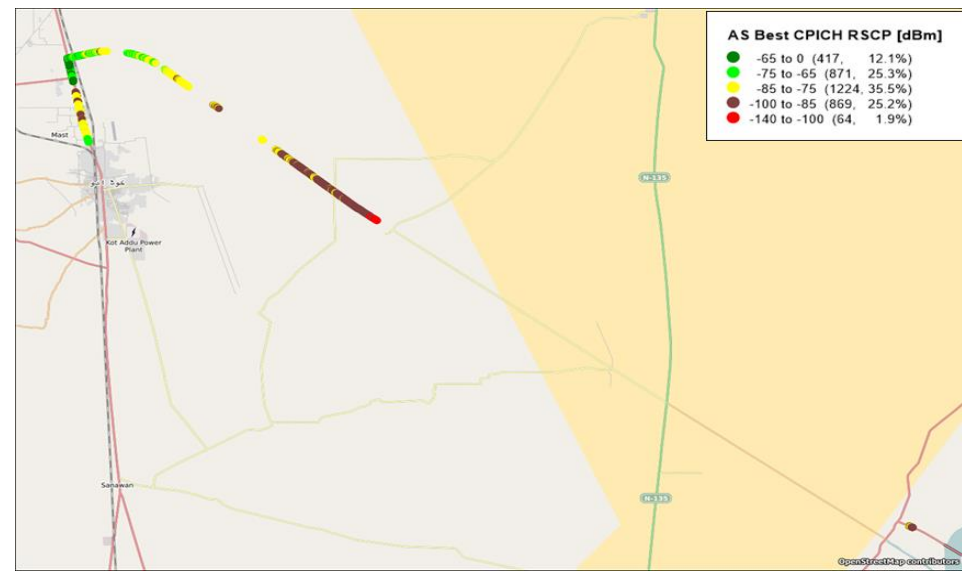 AS Best CPICH RSCP [dBm]
-65 to 0 (417, 12.1%)
-75 to -65 (871, 25.3%)
-85 to -75 (1224, 35.5%)
-100 to -85 (869, 25.2%)
-140 to -100 (64, 1.9%)
Mast
کوٹ ادو
N-135
Kot Addu Power
Plant
Sanawan
N-135
OpenStreetMap contributors